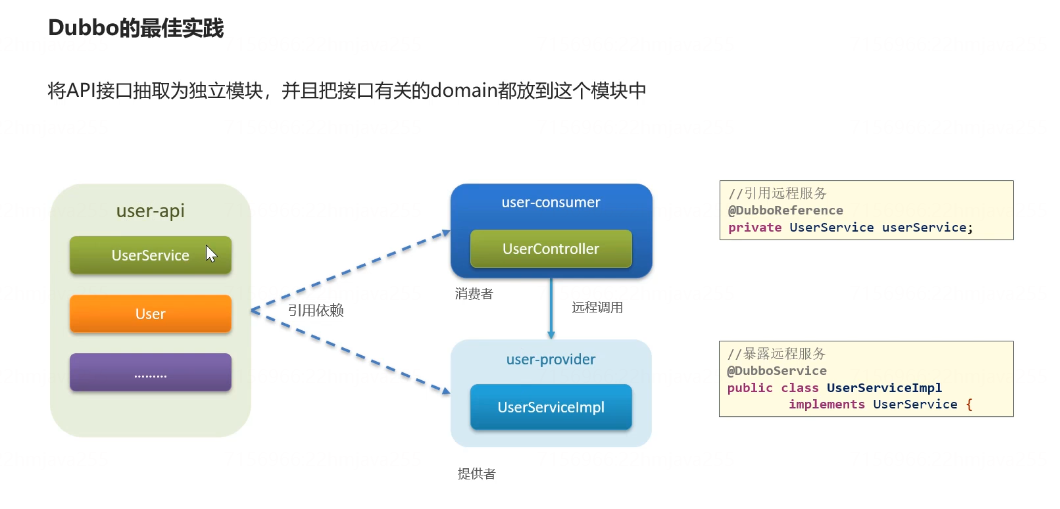 Dubbo的最佳实践
将API接口抽取为独立模块，并且把接口有关的domain都放到这个模块中
user-api
UserService
User
.........
引用依赖
user-consumer
UserController
消费者
远程调用
user-provider
UserServiceImpl
提供者
//引用远程服务
@DubboReference
private UserService userService;
//暴露远程服务
@DubboService
public class UserServiceImpl
implements UserService {